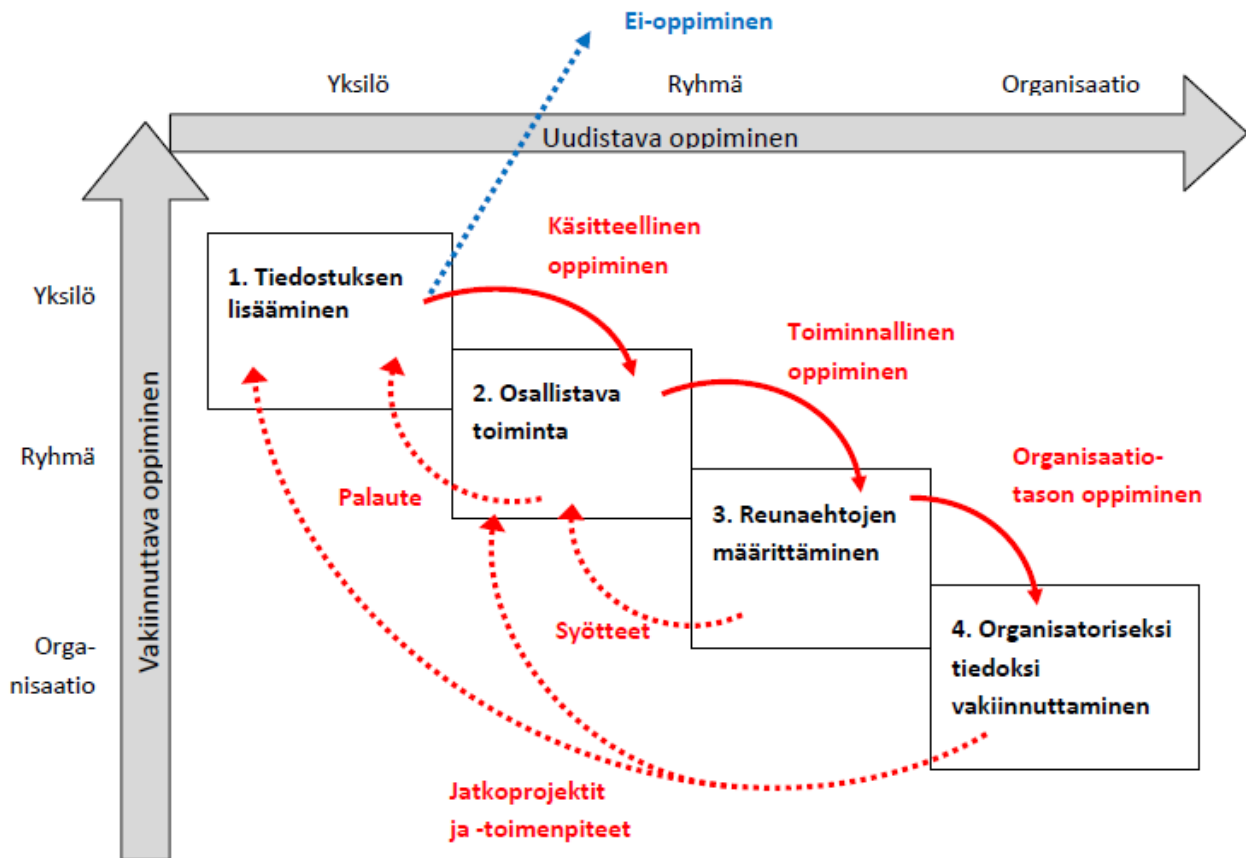 Ei-oppiminen
Yksilö
Ryhmä
Organisaatio
Uudistava oppiminen
Vakiinnuttava oppiminen
Yksilö
Ryhmä
Orga-
nisaatio
1. Tiedostuksen
lisääminen
Käsitteellinen
oppiminen
2. Osallistava
toiminta
Toiminnallinen
oppiminen
Palaute
3. Reunaehtojen
määrittäminen
Organisaatio-
tason oppiminen
Syötteet
4. Organisatoriseksi
tiedoksi
vakiinnuttaminen
Jatkoprojektit
ja -toimenpiteet